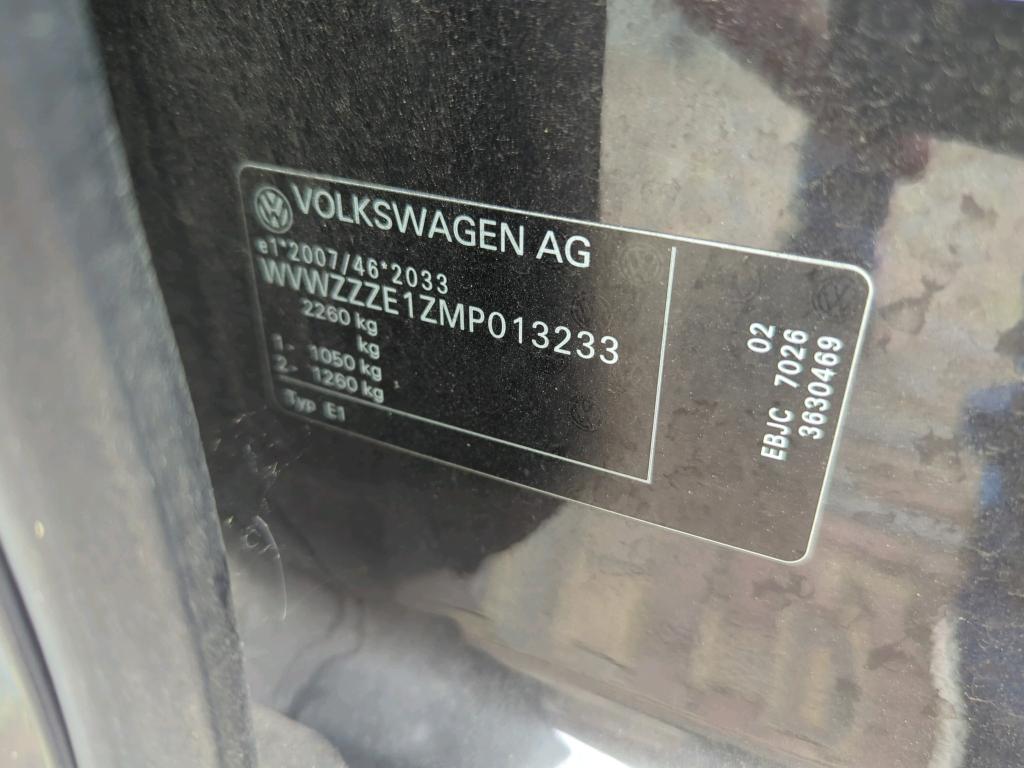 VOLKSWAGEN AG
e1*2007/46*2033
WVWZZZE1ZMP013233
2260 kg
kg
1- 1050 kg
2- 1260 kg
Typ E1
02
EBJC 7026
3630469